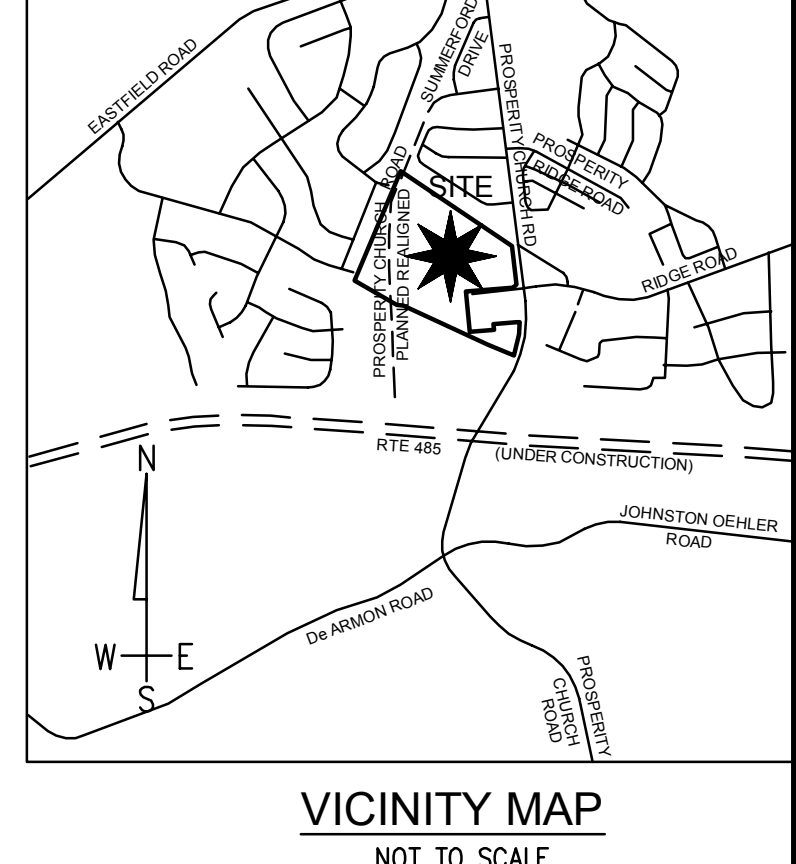 EASTFIELD ROAD
SUMMERFORD
DRIVE
PROSPERITY CHURCH RD
PROSPERITY
RIDGE ROAD
SITE
PROSPERITY CHURCH ROAD
PLANNED REALIGNED
RIDGE ROAD
RTE 485
(UNDER CONSTRUCTION)
N
W E
S
JOHNSTON OEHLER
ROAD
De ARMON ROAD
PROSPERITY
CHURCH
ROAD
VICINITY MAP
NOT TO SCALE